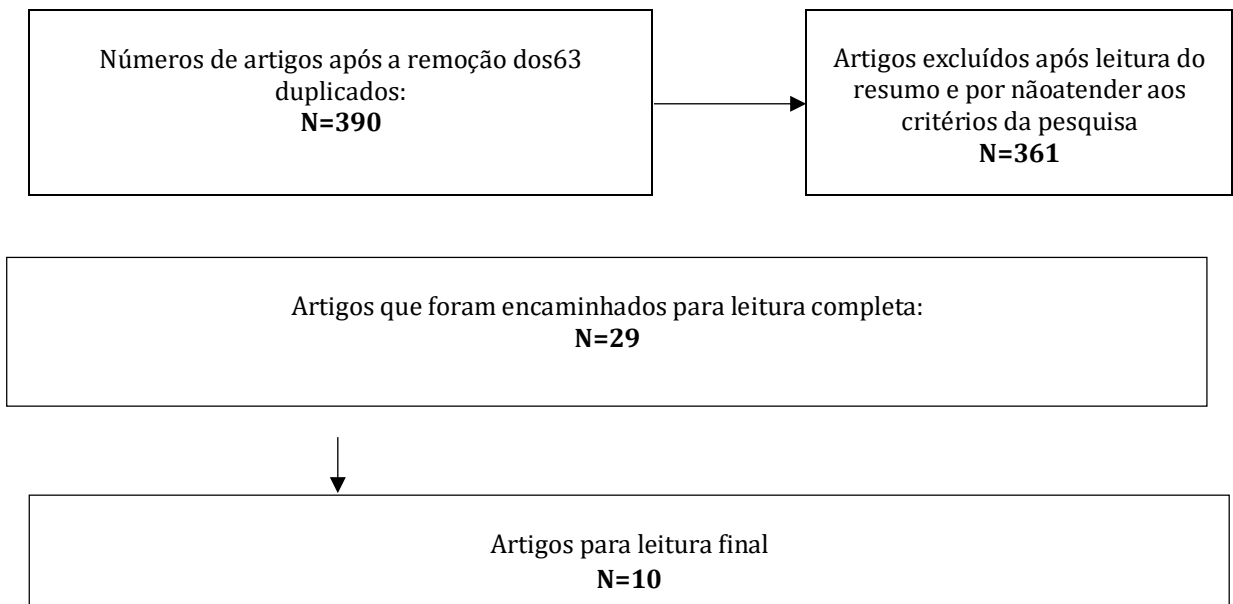 Números de artigos após a remoção dos63
duplicados:
N=390
Artigos excluídos após leitura do
resumo e por nãoatender aos
critérios da pesquisa
N=361
Artigos que foram encaminhados para leitura completa:
N=29
Artigos para leitura final
N=10